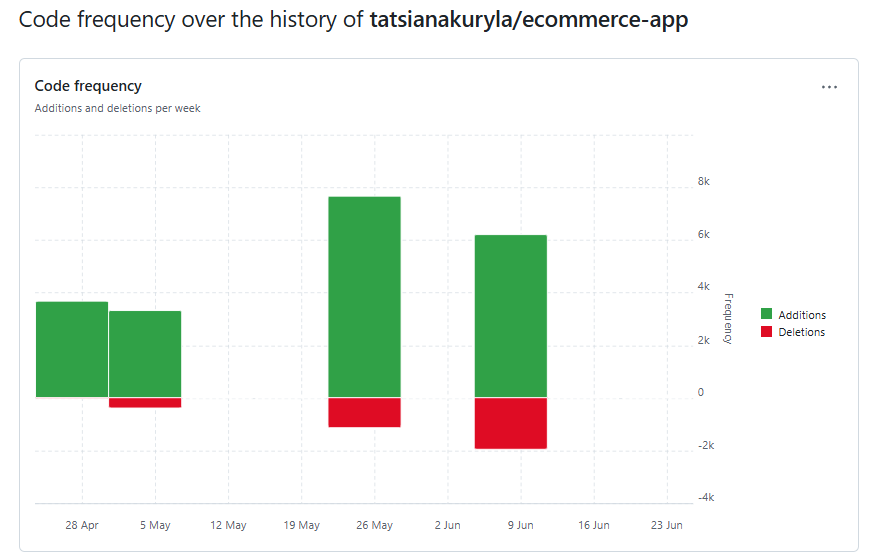 Code frequency over the history of tatsianakuryla/ecommerce-app
Code frequency
Additions and deletions per week
8k
6k
4k
2k
0
-2k
-4k
Frequency
Additions
Deletions
28 Apr 5 May 12 May 19 May 26 May 2 Jun 9 Jun 16 Jun 23 Jun